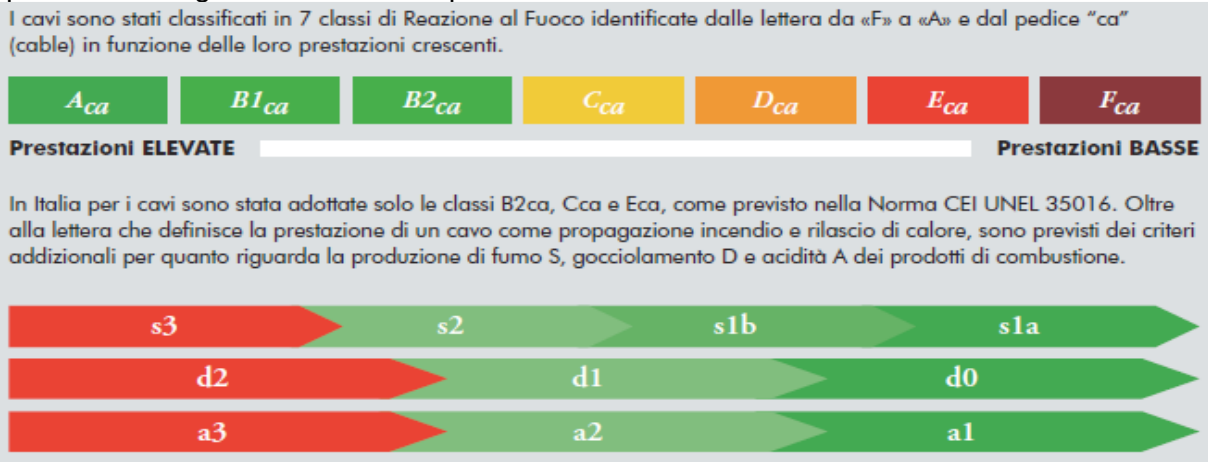 I cavi sono stati classificati in 7 classi di Reazione al Fuoco identificate dalle lettera da «F» a «A» e dal pedice “ca”
(cable) in funzione delle loro prestazioni crescenti.
Aca B1ca B2ca Cca Dca Eca Fca
Prestazioni ELEVATE Prestazioni BASSE
In Italia per i cavi sono stata adottate solo le classi B2ca, Cca e Eca, come previsto nella Norma CEI UNEL 35016. Oltre
alla lettera che definisce la prestazione di un cavo come propagazione incendio e rilascio di calore, sono previsti dei criteri
addizionali per quanto riguarda la produzione di fumo S, gocciolamento D e acidità A dei prodotti di combustione.
s3 s2 s1b s1a
d2 d1 d0
a3 a2 a1